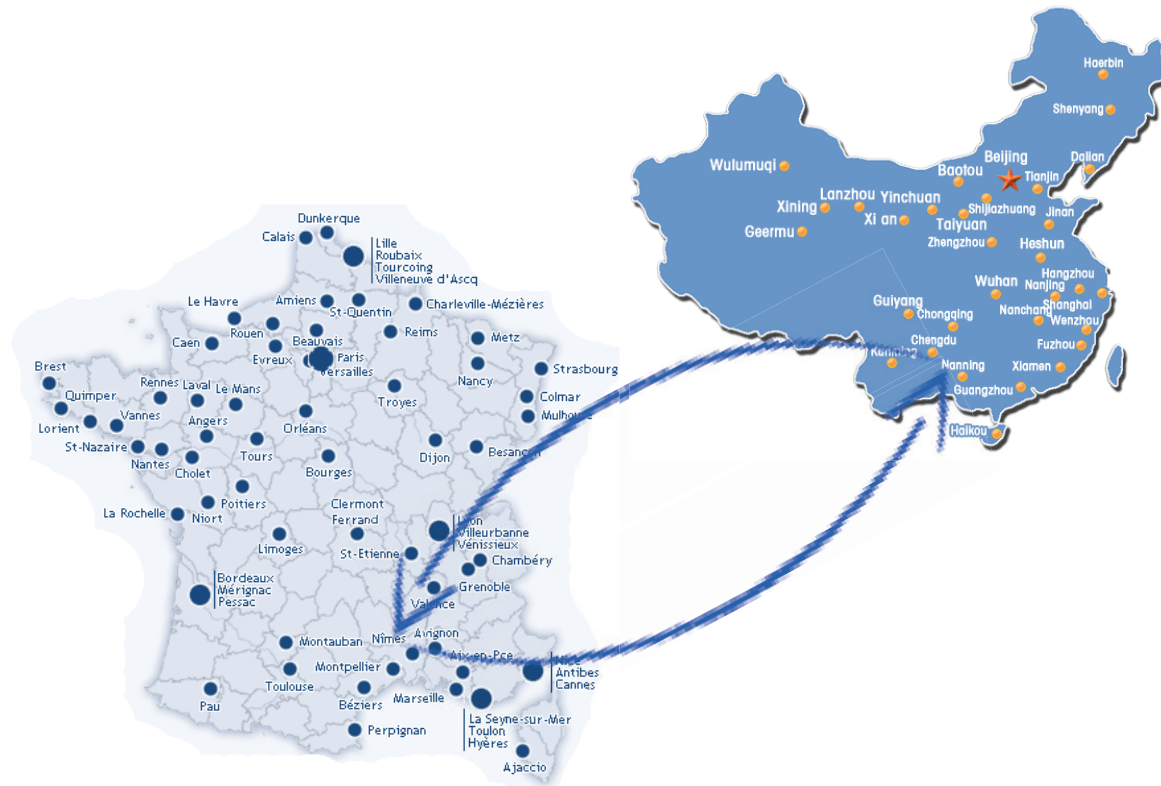 Haerbin
Shenyang
Dalian
Beijing
Baotou
Tianjin
Wulumuqi
Lanzhou
Yinchuan
Xining
Shijiazhuang
Jinan
Xi an
Taiyuan
Geermu
Zhengzhou
Heshun
Hangzhou
Wuhan
Nanjing
Guiyang
Shanghai
Chongqing
Nanchang
Wenzhou
Chengdu
Fuzhou
Kunming
Nanning
Xiamen
Guangzhou
Haikou
Dunkerque
Calais
Lille
Roubaix
Tourcoing
Villeneuve d'Ascq
Le Havre
Amiens
St-Quentin
Charleville-Mézières
Rouen
Reims
Metz
Caen
Beauvais
Evreux
Paris
Versailles
Brest
Nancy
Strasbourg
Quimper
Rennes
Laval
Le Mans
Troyes
Colmar
Lorient
Vannes
Angers
Orléans
Mulhouse
St-Nazaire
Nantes
Cholet
Tours
Bourges
Dijon
Besançon
La Rochelle
Niort
Poitiers
Clermont
Ferrand
Limoges
St-Etienne
Lyon
Villeurbanne
Vénissieux
Chambéry
Grenoble
Bordeaux
Mérignac
Pessac
Valence
Montauban
Nîmes
Avignon
Toulouse
Montpellier
Aix-en-Pce
Nice
Antibes
Cannes
Pau
Béziers
Marseille
Perpignan
La Seyne-sur-Mer
Toulon
Hyères
Ajaccio